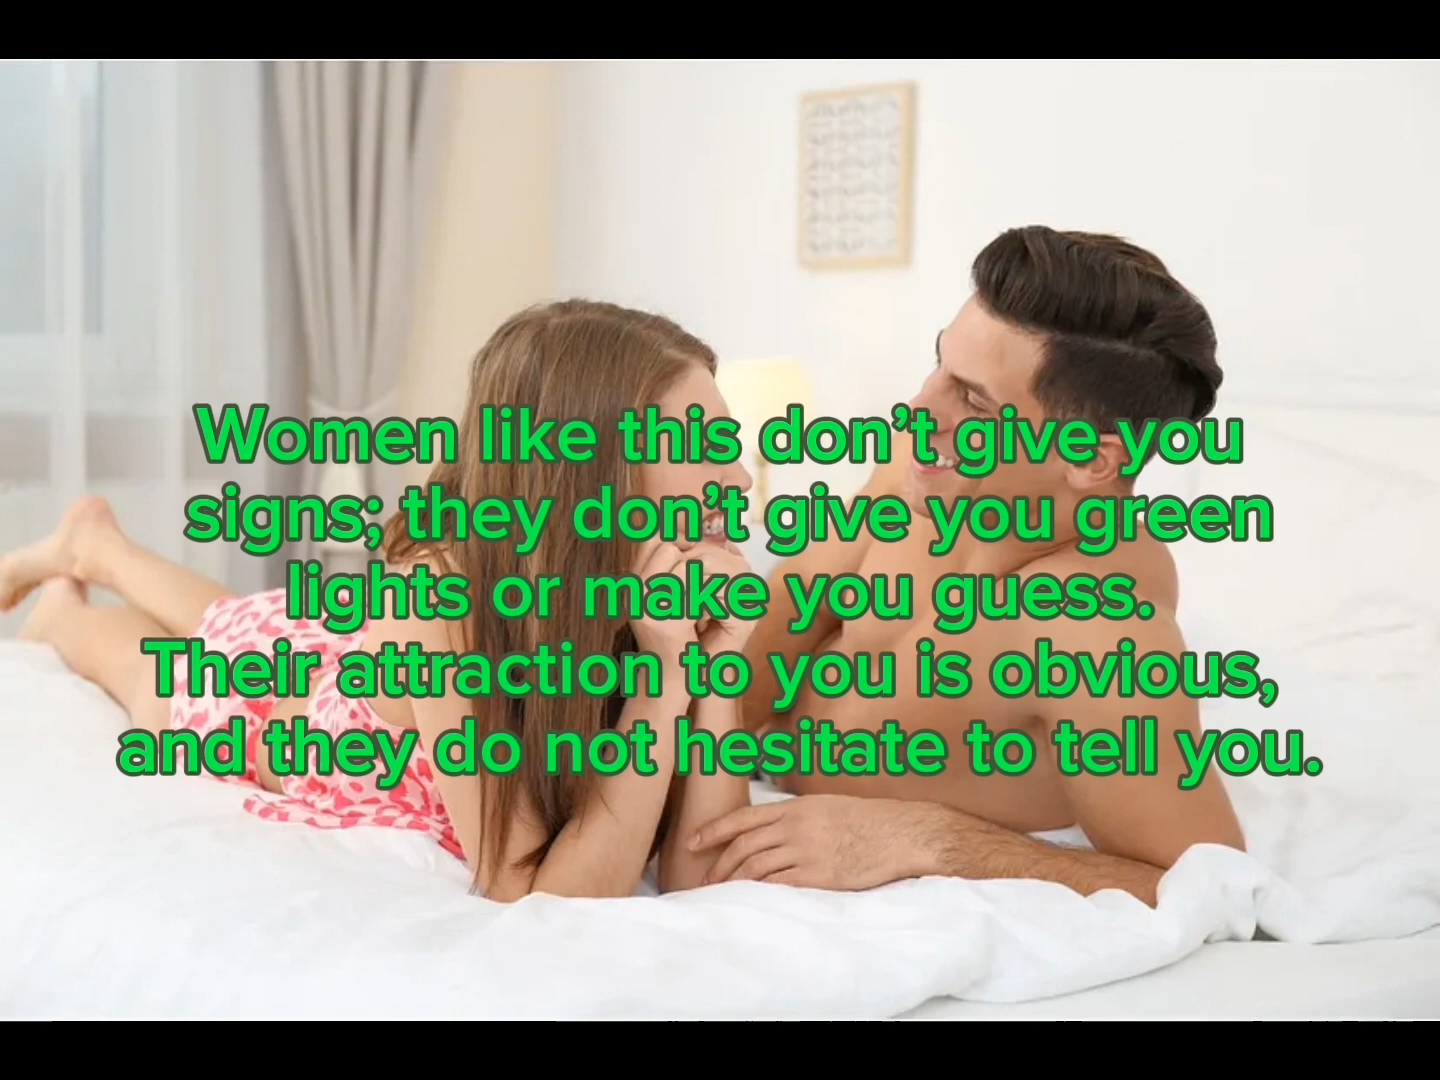 Women like this don’t give you
signs; they don’t give you green
lights or make you guess.
Their attraction to you is obvious,
and they do not hesitate to tell you.